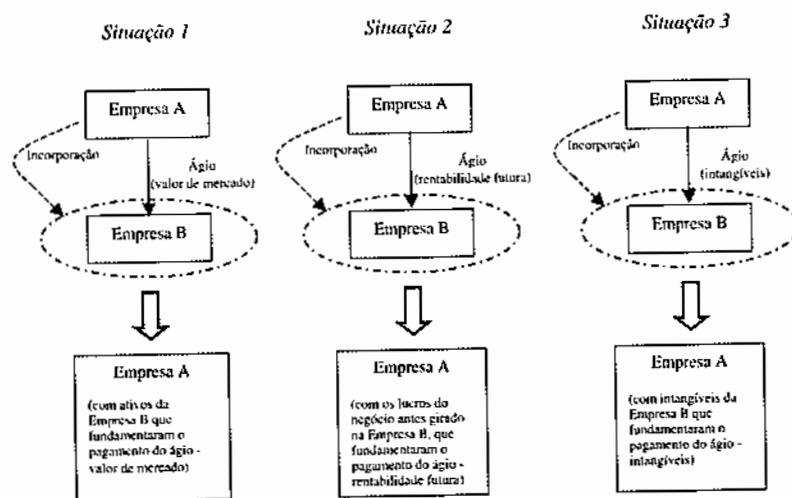 Situação 1
Empresa A
Incorporação
Ágio
(valor de mercado)
Empresa B
Empresa A
(com ativos da
Empresa B que
fundamentaram o
pagamento do ágio -
valor de mercado)
Situação 2
Empresa A
Incorporação
Ágio
(rentabilidade futura)
Empresa B
Empresa A
(com os lucros do
negócio antes girado
na Empresa B, que
fundamentaram o
pagamento do ágio -
rentabilidade futura)
Situação 3
Empresa A
Incorporação
Ágio
(intangíveis)
Empresa B
Empresa A
(com intangíveis da
Empresa B que
fundamentaram o
pagamento do ágio -
intangíveis)